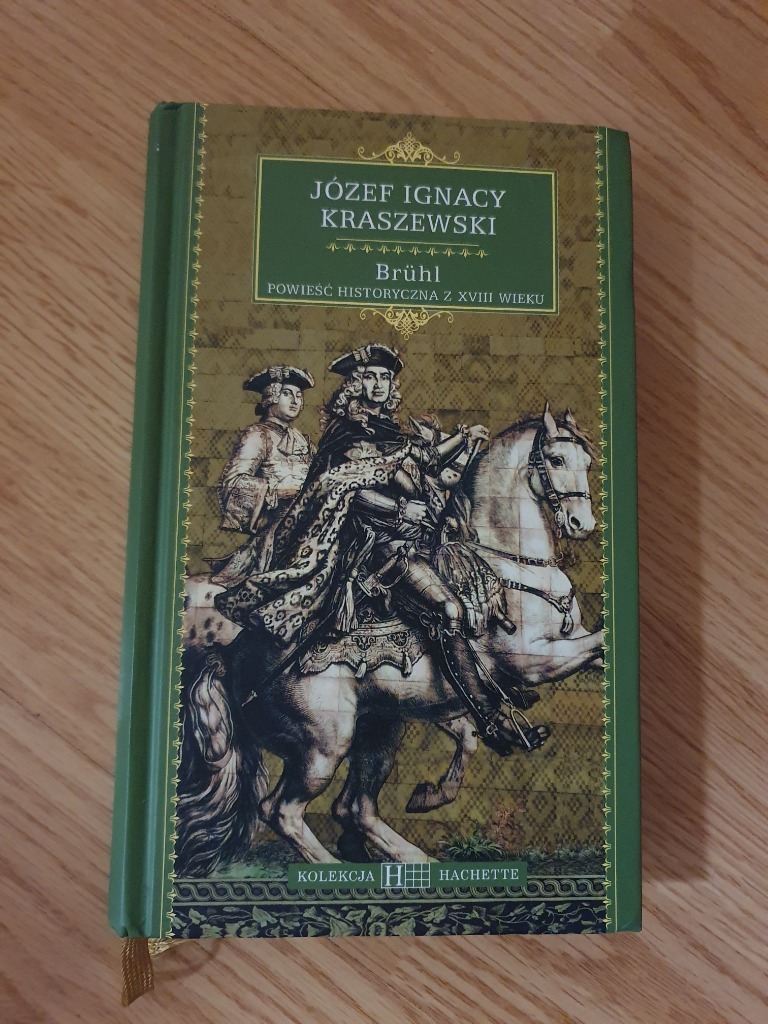 JÓZEF IGNACY
KRASZEWSKI
Brühl
POWIEŚĆ HISTORYCZNA Z XVIII WIEKU
KOLEKCJA H HACHETTE